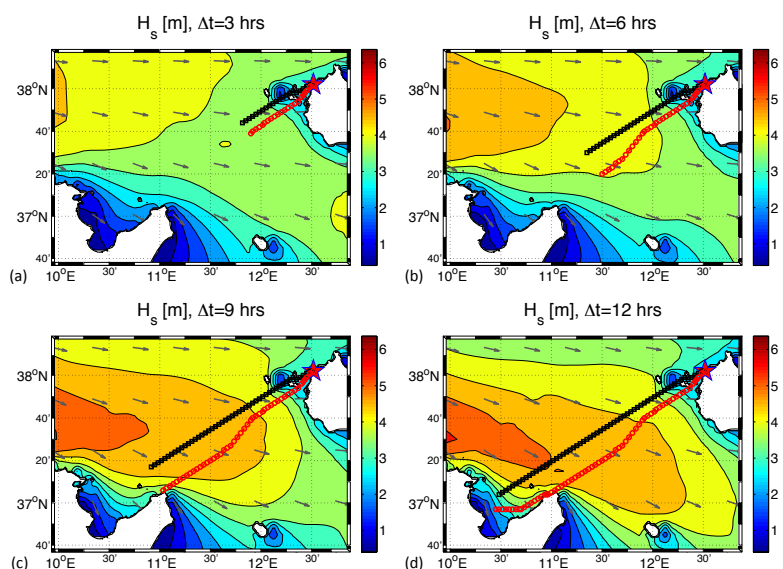 H_s [m], Δt=3 hrs
H_s [m], Δt=6 hrs
38°N
40'
20'
37°N
40'
10°E 30' 11°E 30' 12°E 30'
6
5
4
3
2
1
(a)
38°N
40'
20'
37°N
40'
10°E 30' 11°E 30' 12°E 30'
6
5
4
3
2
1
(b)
H_s [m], Δt=9 hrs
H_s [m], Δt=12 hrs
38°N
40'
20'
37°N
40'
10°E 30' 11°E 30' 12°E 30'
6
5
4
3
2
1
(c)
38°N
40'
20'
37°N
40'
10°E 30' 11°E 30' 12°E 30'
6
5
4
3
2
1
(d)